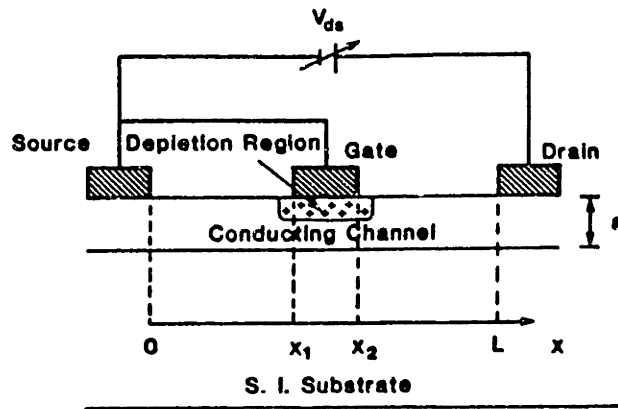 Vds
Source
Depletion Region
Gate
Drain
Conducting Channel
0
X1
X2
L
X
S. I. Substrate